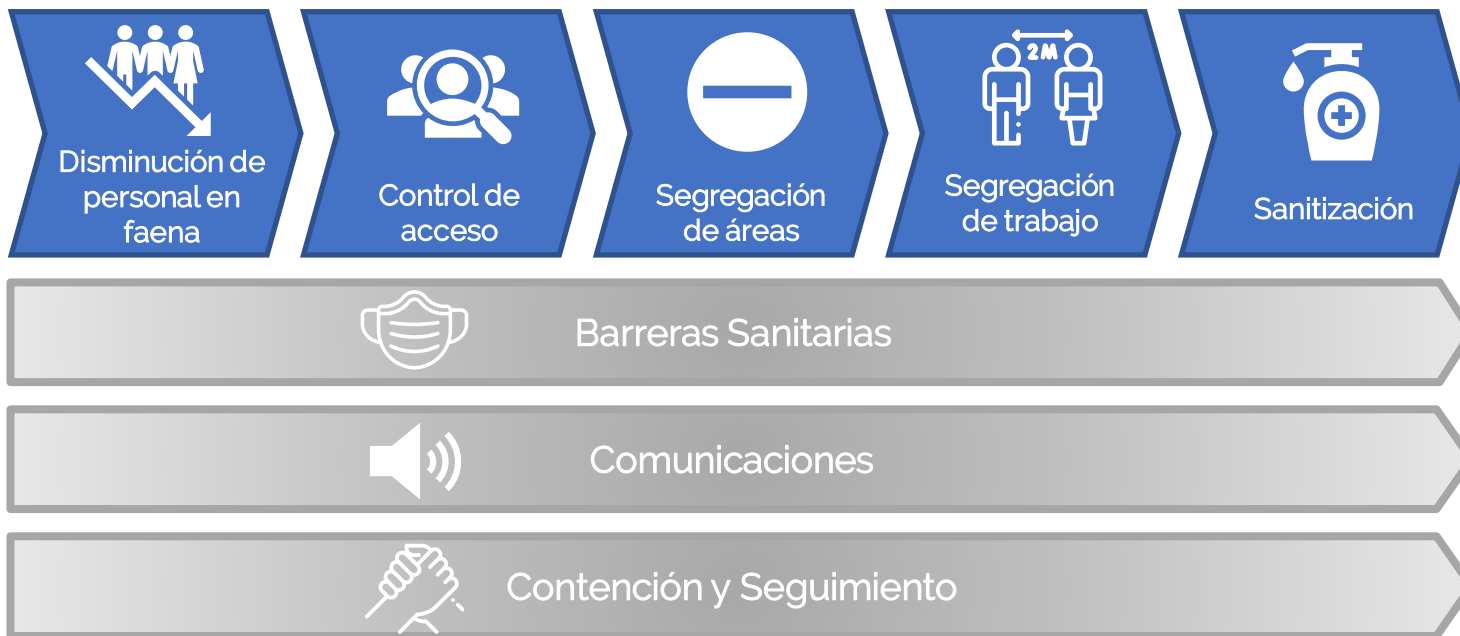 Disminución de
personal en
faena
Control de
acceso
Segregación
de áreas
2M
Segregación
de trabajo
Sanitización
Barreras Sanitarias
Comunicaciones
Contención y Seguimiento